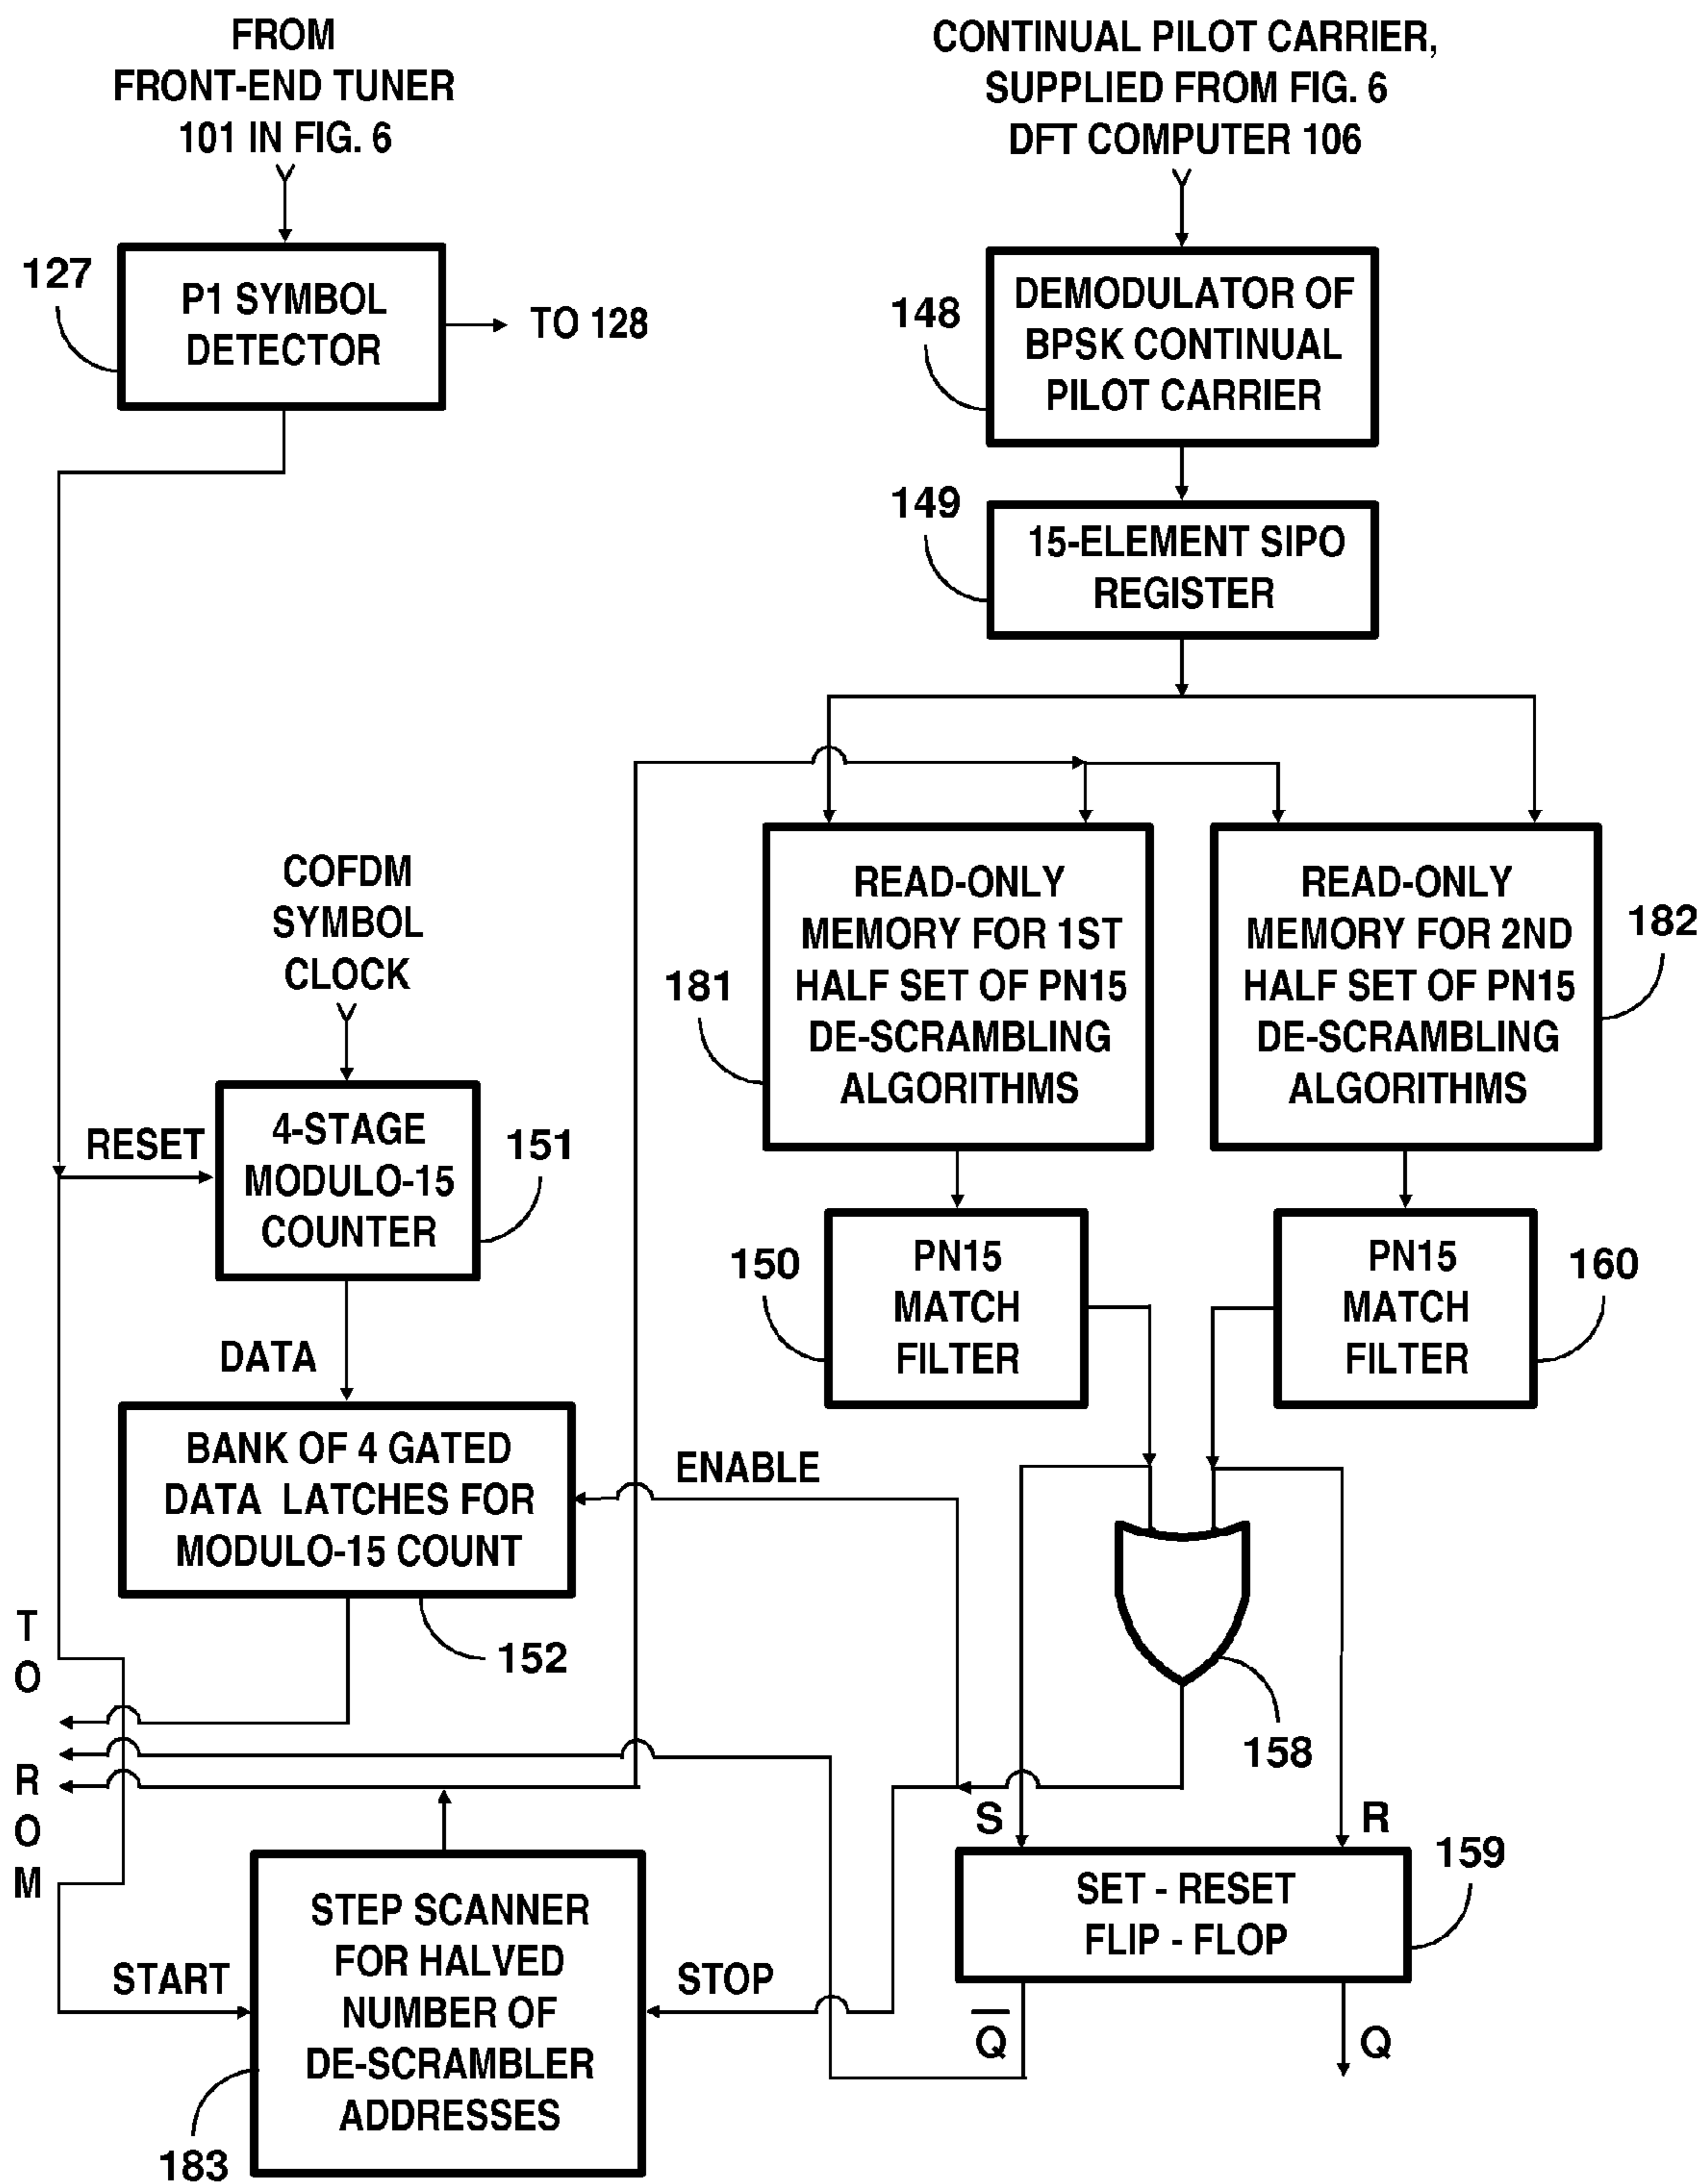 FROM
FRONT-END TUNER
101 IN FIG. 6
CONTINUAL PILOT CARRIER,
SUPPLIED FROM FIG. 6
DFT COMPUTER 106
127
P1 SYMBOL
DETECTOR
TO 128
148
DEMODULATOR OF
BPSK CONTINUAL
PILOT CARRIER
149
15-ELEMENT SIPO
REGISTER
COFDM
SYMBOL
CLOCK
181
READ-ONLY
MEMORY FOR 1ST
HALF SET OF PN15
DE-SCRAMBLING
ALGORITHMS
READ-ONLY
MEMORY FOR 2ND
HALF SET OF PN15
DE-SCRAMBLING
ALGORITHMS
182
RESET
4-STAGE
MODULO-15
COUNTER
151
150
PN15
MATCH
FILTER
PN15
MATCH
FILTER
160
DATA
BANK OF 4 GATED
DATA LATCHES FOR
MODULO-15 COUNT
152
ENABLE
158
TO ROM
S
R
159
SET - RESET
FLIP - FLOP
START
STEP SCANNER
FOR HALVED
NUMBER OF
DE-SCRAMBLER
ADDRESSES
STOP
Q̅
Q
183